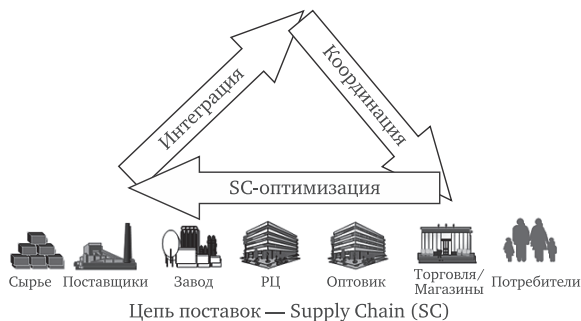 Интеграция
Координация
SC-оптимизация
Сырье Поставщики Завод РЦ Оптовик Торговля/ Потребители
Магазины
Цепь поставок — Supply Chain (SC)